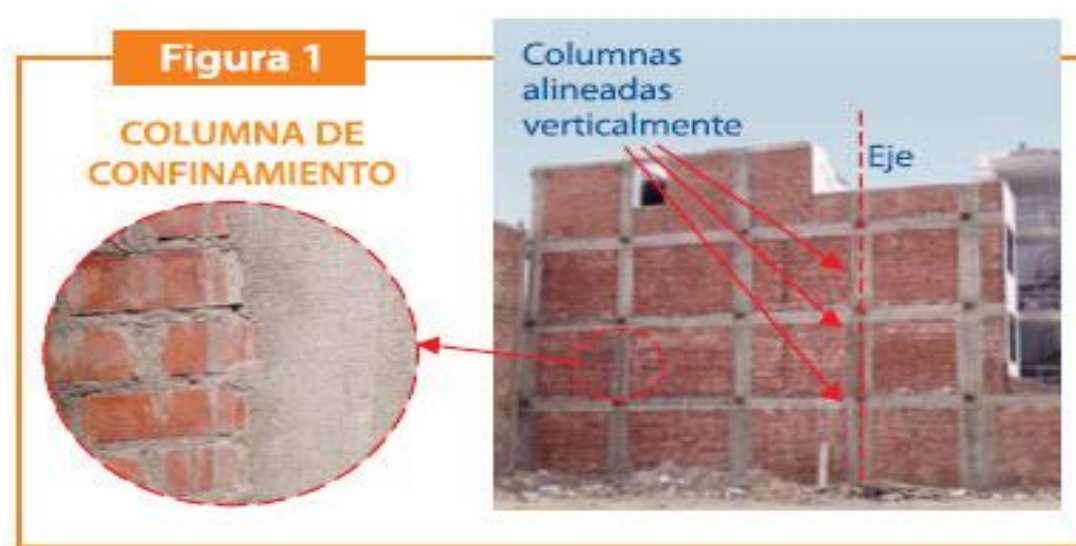 Figura 1
COLUMNA DE
CONFINAMIENTO
Columnas
alineadas
verticalmente
Eje